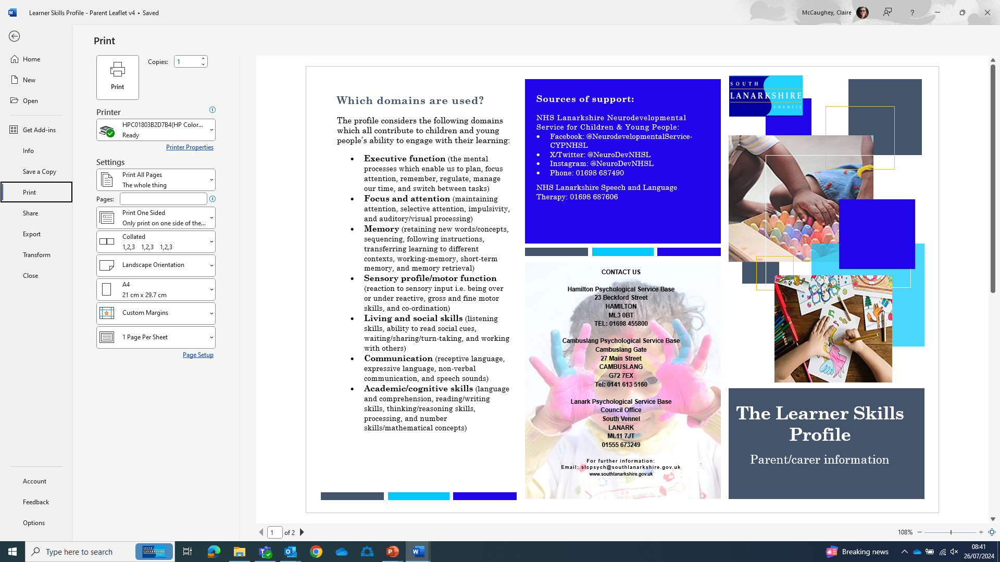 Learner Skills Profile - Parent Leaflet v4 • Saved
McCaughey, Claire
?
Print
Home
New
Open
Get Add-ins
Info
Save a Copy
Print
Share
Export
Transform
Close
Account
Feedback
Options
Print
Copies: 1
Printer
HPC01803B2D7B4(HP Color...
Ready
Printer Properties
Settings
Print All Pages
The whole thing
Pages:
Print One Sided
Only print on one side of the...
Collated
1,2,3 1,2,3 1,2,3
Landscape Orientation
A4
21 cm x 29.7 cm
Custom Margins
1 Page Per Sheet
Page Setup
Which domains are used?
The profile considers the following domains
which all contribute to children and young
people's ability to engage with their learning:
• Executive function (the mental
processes which enable us to plan, focus
attention, remember, regulate, manage
our time, and switch between tasks)
• Focus and attention (maintaining
attention, selective attention, impulsivity,
and auditory/visual processing)
• Memory (retaining new words/concepts,
sequencing, following instructions,
transferring learning to different
contexts, working-memory, short-term
memory, and memory retrieval)
• Sensory profile/motor function
(reaction to sensory input i.e. being over
or under reactive, gross and fine motor
skills, and co-ordination)
• Living and social skills (listening
skills, ability to read social cues,
waiting/sharing/turn-taking, and working
with others)
• Communication (receptive language,
expressive language, non-verbal
communication, and speech sounds)
• Academic/cognitive skills (language
and comprehension, reading/writing
skills, thinking/reasoning skills,
processing, and number
skills/mathematical concepts)
Sources of support:
NHS Lanarkshire Neurodevelopmental
Service for Children & Young People:
• Facebook: @NeurodevelopmentalService-
CYPNHSL
• X/Twitter: @NeuroDevNHSL
• Instagram: @NeuroDevNHSL
• Phone: 01698 687490
NHS Lanarkshire Speech and Language
Therapy: 01698 687606
CONTACT US
Hamilton Psychological Service Base
23 Beckford Street
HAMILTON
ML3 0BT
TEL: 01698 455800
Cambuslang Psychological Service Base
Cambuslang Gate
27 Main Street
CAMBUSLANG
G72 7EX
Tel: 0141 613 5160
Lanark Psychological Service Base
Council Office
South Vennel
LANARK
ML11 7JT
01555 673249
For further information:
Email: slcpsych@southlanarkshire.gov.uk
www.southlanarkshire.gov.uk
SOUTH
LANARKSHIRE
COUNCIL
The Learner Skills
Profile
Parent/carer information
1 of 2
108%
Type here to search
SOUTH
LANARKSHIRE
Breaking news
08:41
26/07/2024